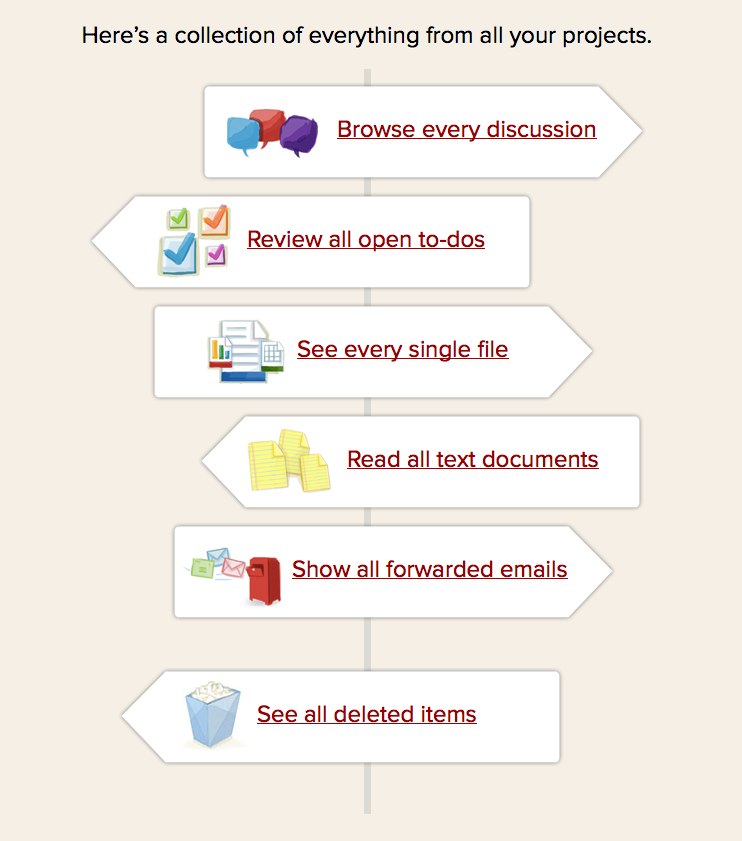 Here’s a collection of everything from all your projects.
Browse every discussion
Review all open to-dos
See every single file
Read all text documents
Show all forwarded emails
See all deleted items